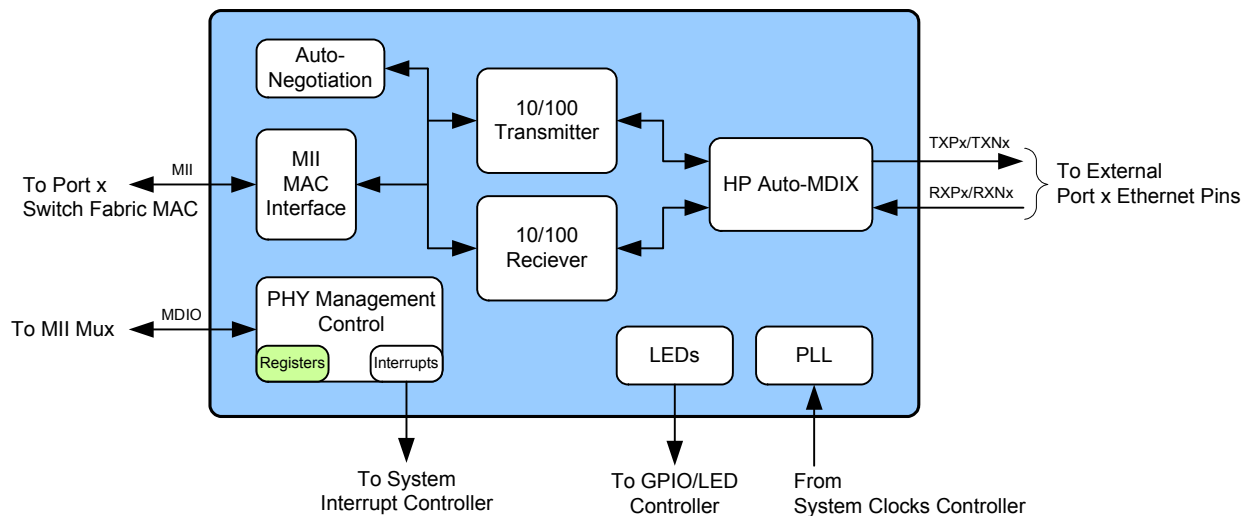 Auto-
Negotiation
10/100
Transmitter
MII
MAC
Interface
HP Auto-MDIX
10/100
Reciever
MII
To Port x
Switch Fabric MAC
TXPx/TXNx
RXPx/RXNx
To External
Port x Ethernet Pins
PHY Management
Control
Registers
Interrupts
MDIO
To MII Mux
LEDs
PLL
To System
Interrupt Controller
To GPIO/LED
Controller
From
System Clocks Controller